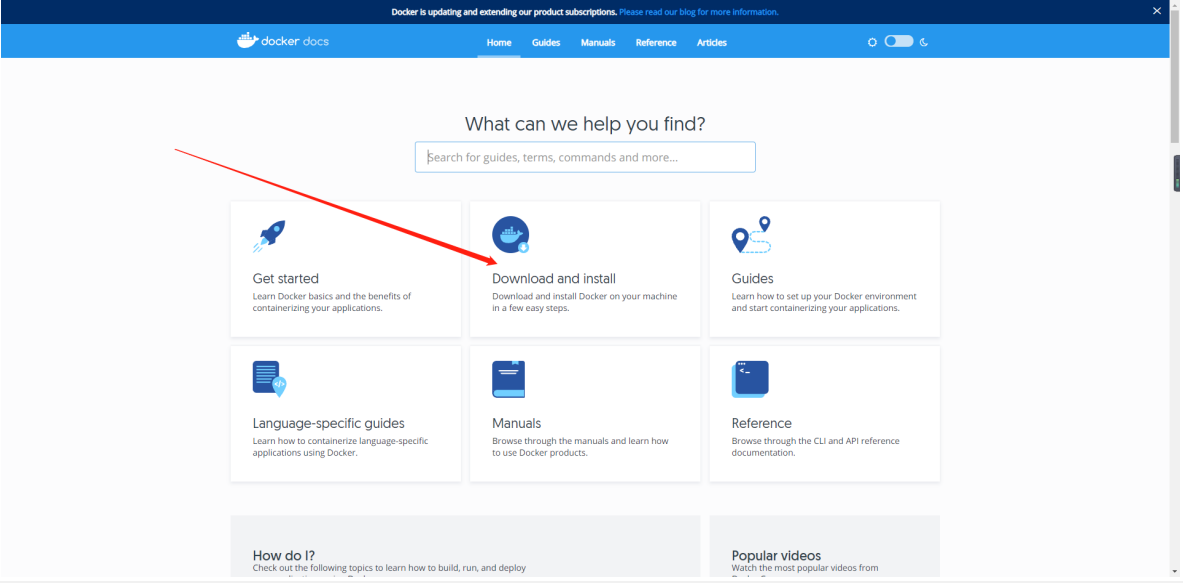 Docker is updating and extending our product subscriptions. Please read our blog for more information.
docker docs
Home Guides Manuals Reference Articles
What can we help you find?
Search for guides, terms, commands and more...
Get started
Learn Docker basics and the benefits of
containerizing your applications.
Download and install
Download and install Docker on your machine
in a few easy steps.
Guides
Learn how to set up your Docker environment
and start containerizing your applications.
Language-specific guides
Learn how to containerize language-specific
applications using Docker.
Manuals
Browse through the manuals and learn how
to use Docker products.
Reference
Browse through the CLI and API reference
documentation.
How do I?
Check out the following topics to learn how to build, run, and deploy
Popular videos
Watch the most popular videos from